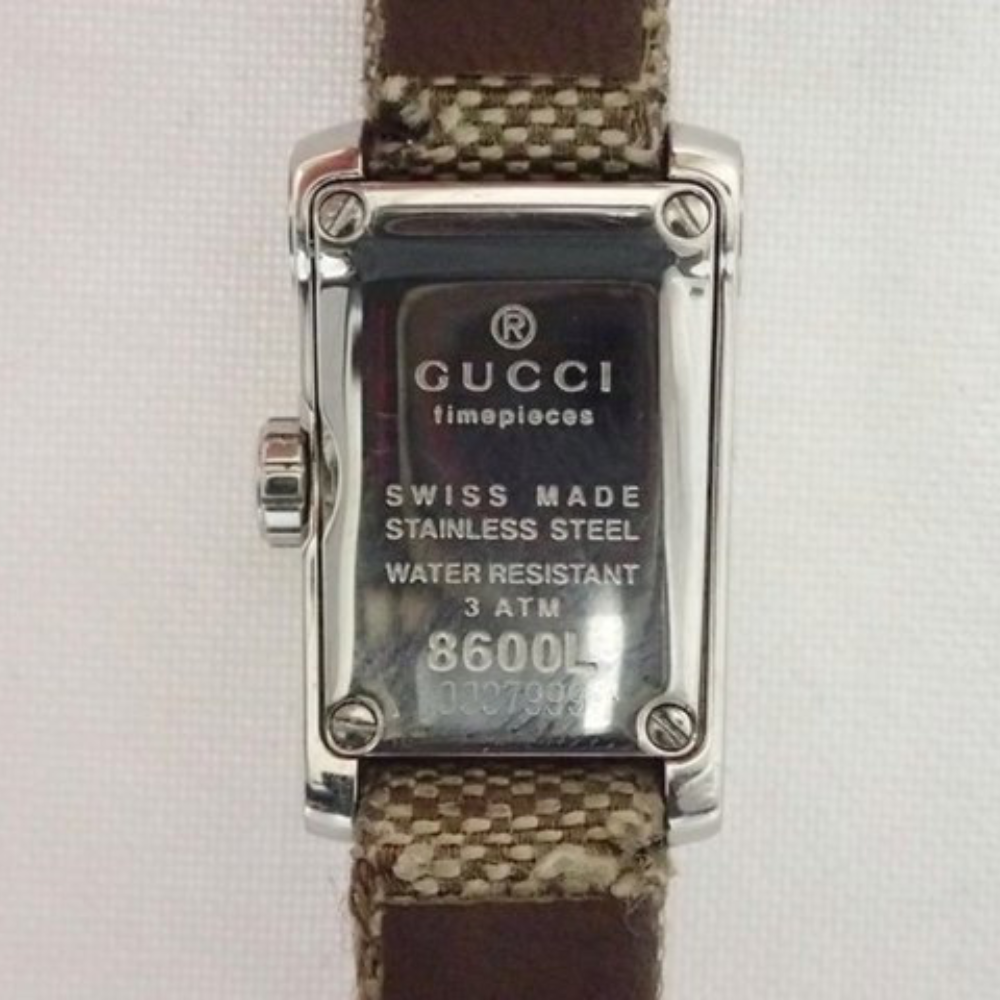 ®
GUCCI
timepieces
SWISS MADE
STAINLESS STEEL
WATER RESISTANT
3 ATM
8600L